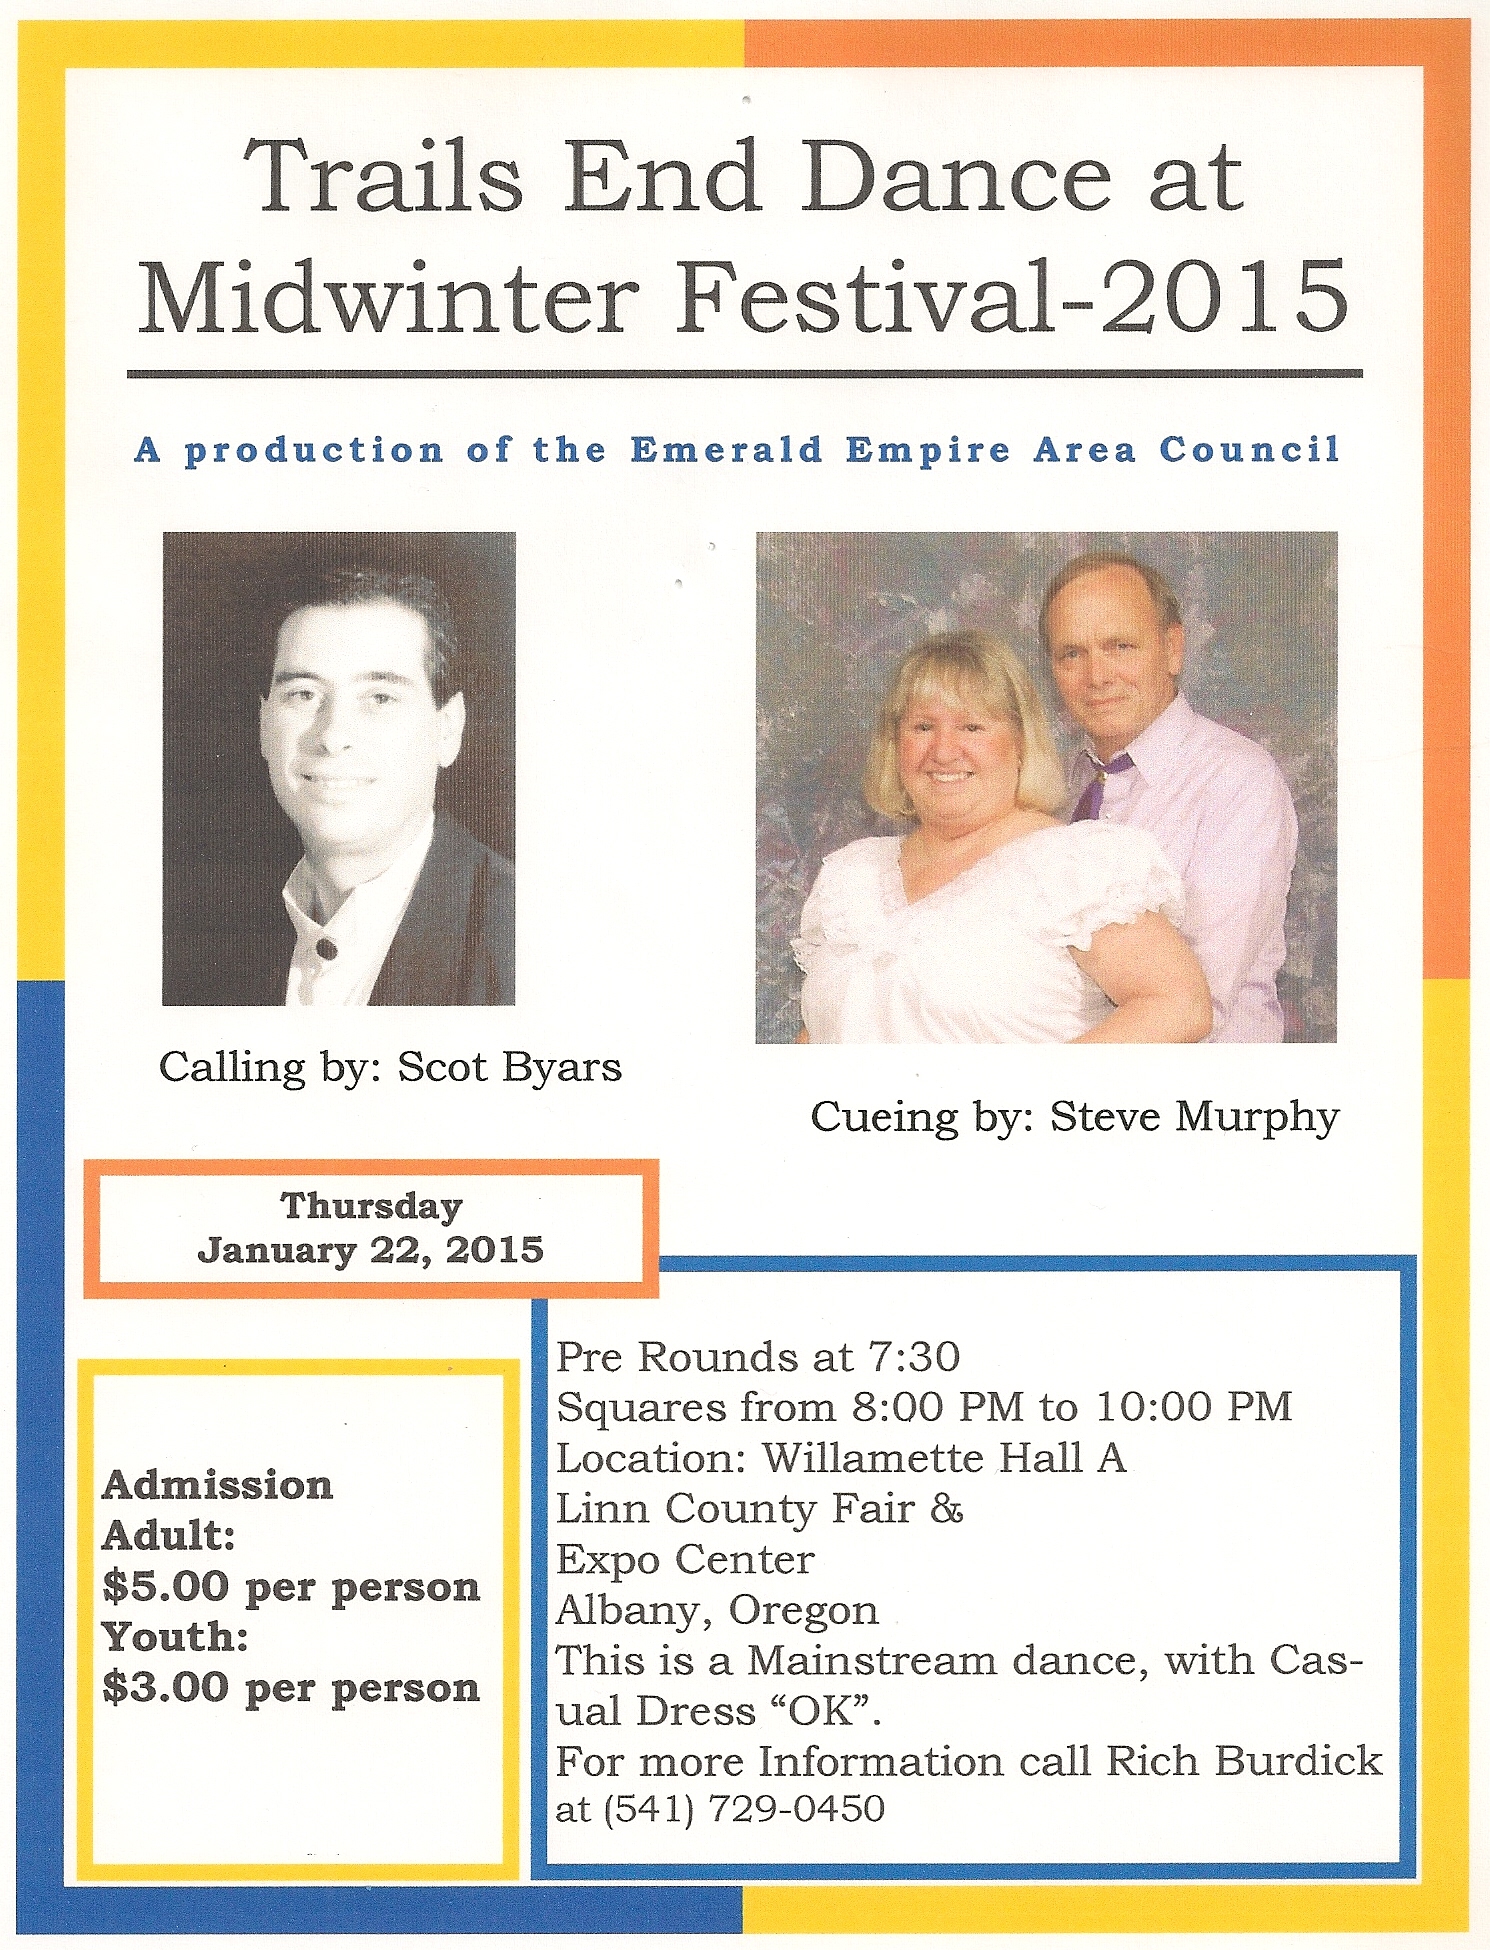 Trails End Dance at
Midwinter Festival-2015
A production of the Emerald Empire Area Council
Calling by: Scot Byars
Cueing by: Steve Murphy
Thursday
January 22, 2015
Admission
Adult:
$5.00 per person
Youth:
$3.00 per person
Pre Rounds at 7:30
Squares from 8:00 PM to 10:00 PM
Location: Willamette Hall A
Linn County Fair &
Expo Center
Albany, Oregon
This is a Mainstream dance, with Cas-
ual Dress “OK”.
For more Information call Rich Burdick
at (541) 729-0450